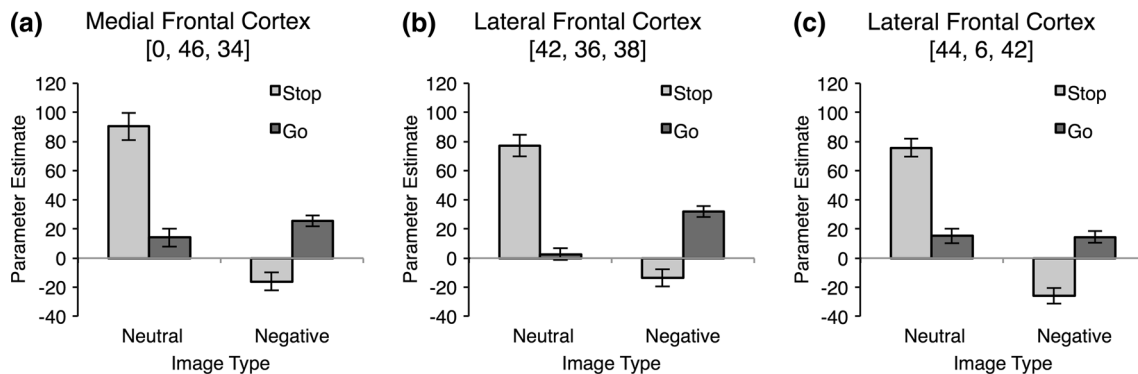 (a) Medial Frontal Cortex
[0, 46, 34]
Parameter Estimate
120
100
80
60
40
20
0
-20
-40
Stop
Go
Neutral Negative
Image Type
(b) Lateral Frontal Cortex
[42, 36, 38]
Parameter Estimate
120
100
80
60
40
20
0
-20
-40
Stop
Go
Neutral Negative
Image Type
(c) Lateral Frontal Cortex
[44, 6, 42]
Parameter Estimate
120
100
80
60
40
20
0
-20
-40
Stop
Go
Neutral Negative
Image Type